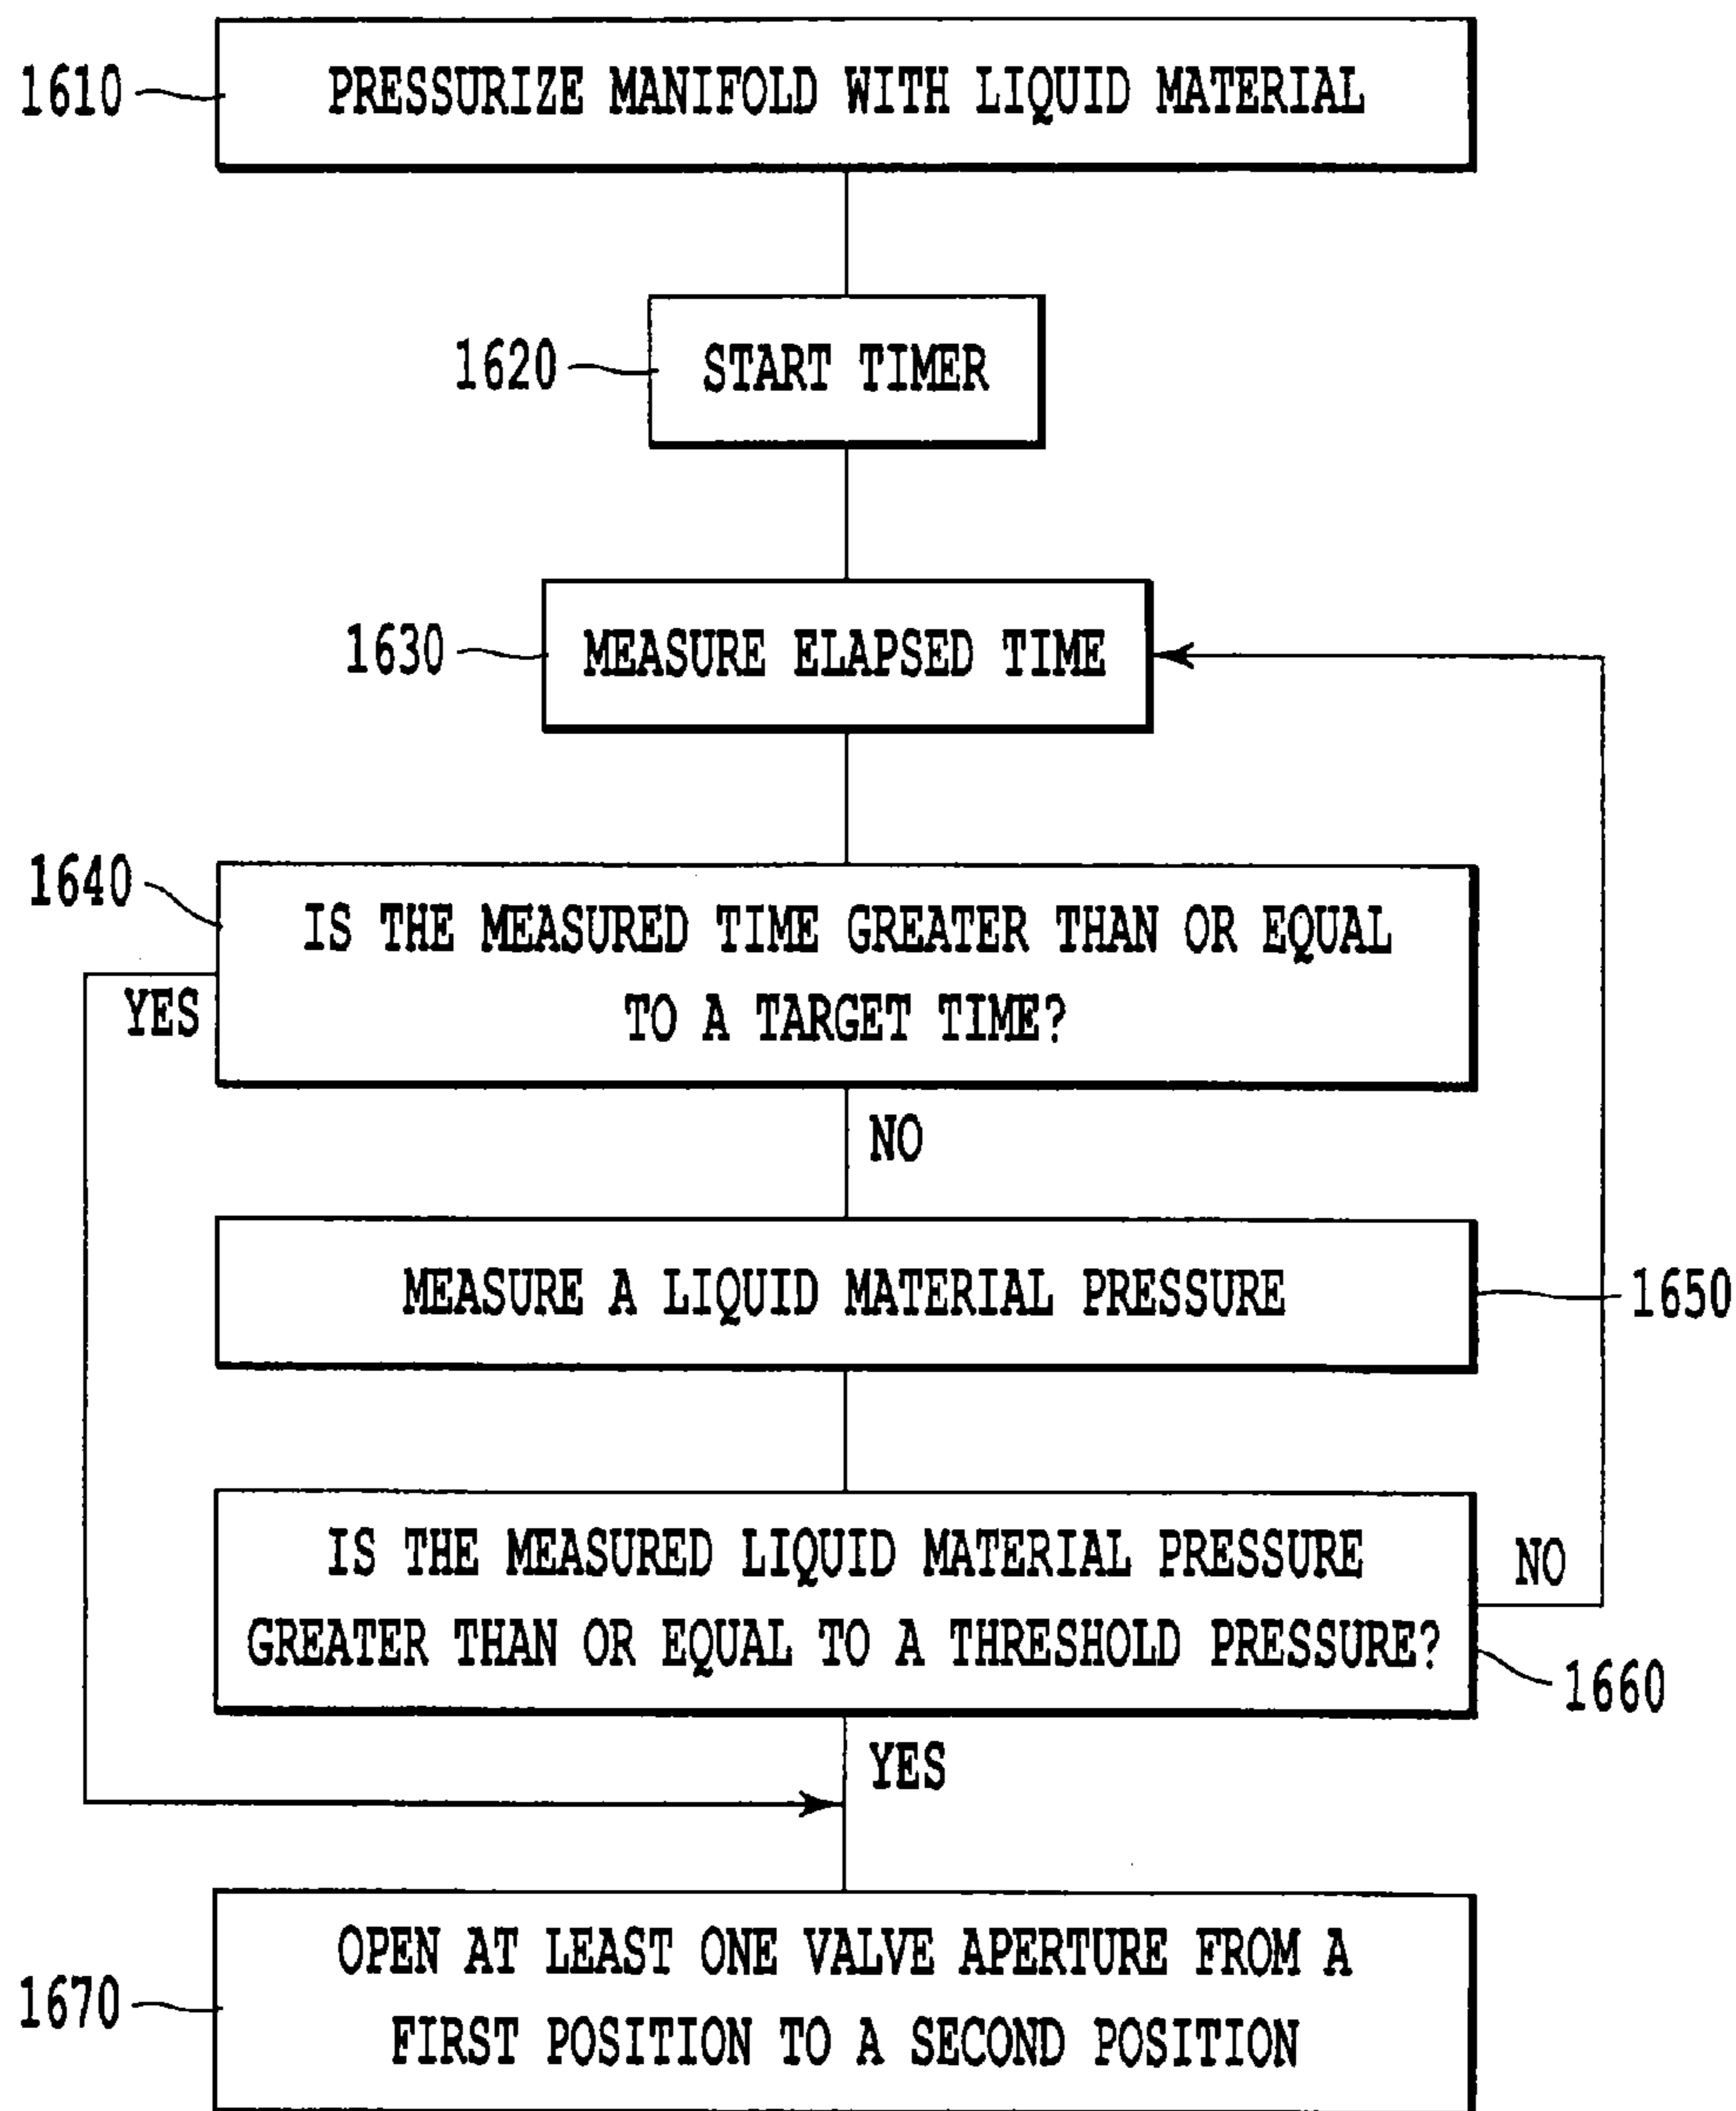 1610
PRESSURIZE MANIFOLD WITH LIQUID MATERIAL
1620
START TIMER
1630
MEASURE ELAPSED TIME
1640
IS THE MEASURED TIME GREATER THAN OR EQUAL
TO A TARGET TIME?
YES
NO
MEASURE A LIQUID MATERIAL PRESSURE
1650
IS THE MEASURED LIQUID MATERIAL PRESSURE
GREATER THAN OR EQUAL TO A THRESHOLD PRESSURE?
NO
1660
YES
1670
OPEN AT LEAST ONE VALVE APERTURE FROM A
FIRST POSITION TO A SECOND POSITION